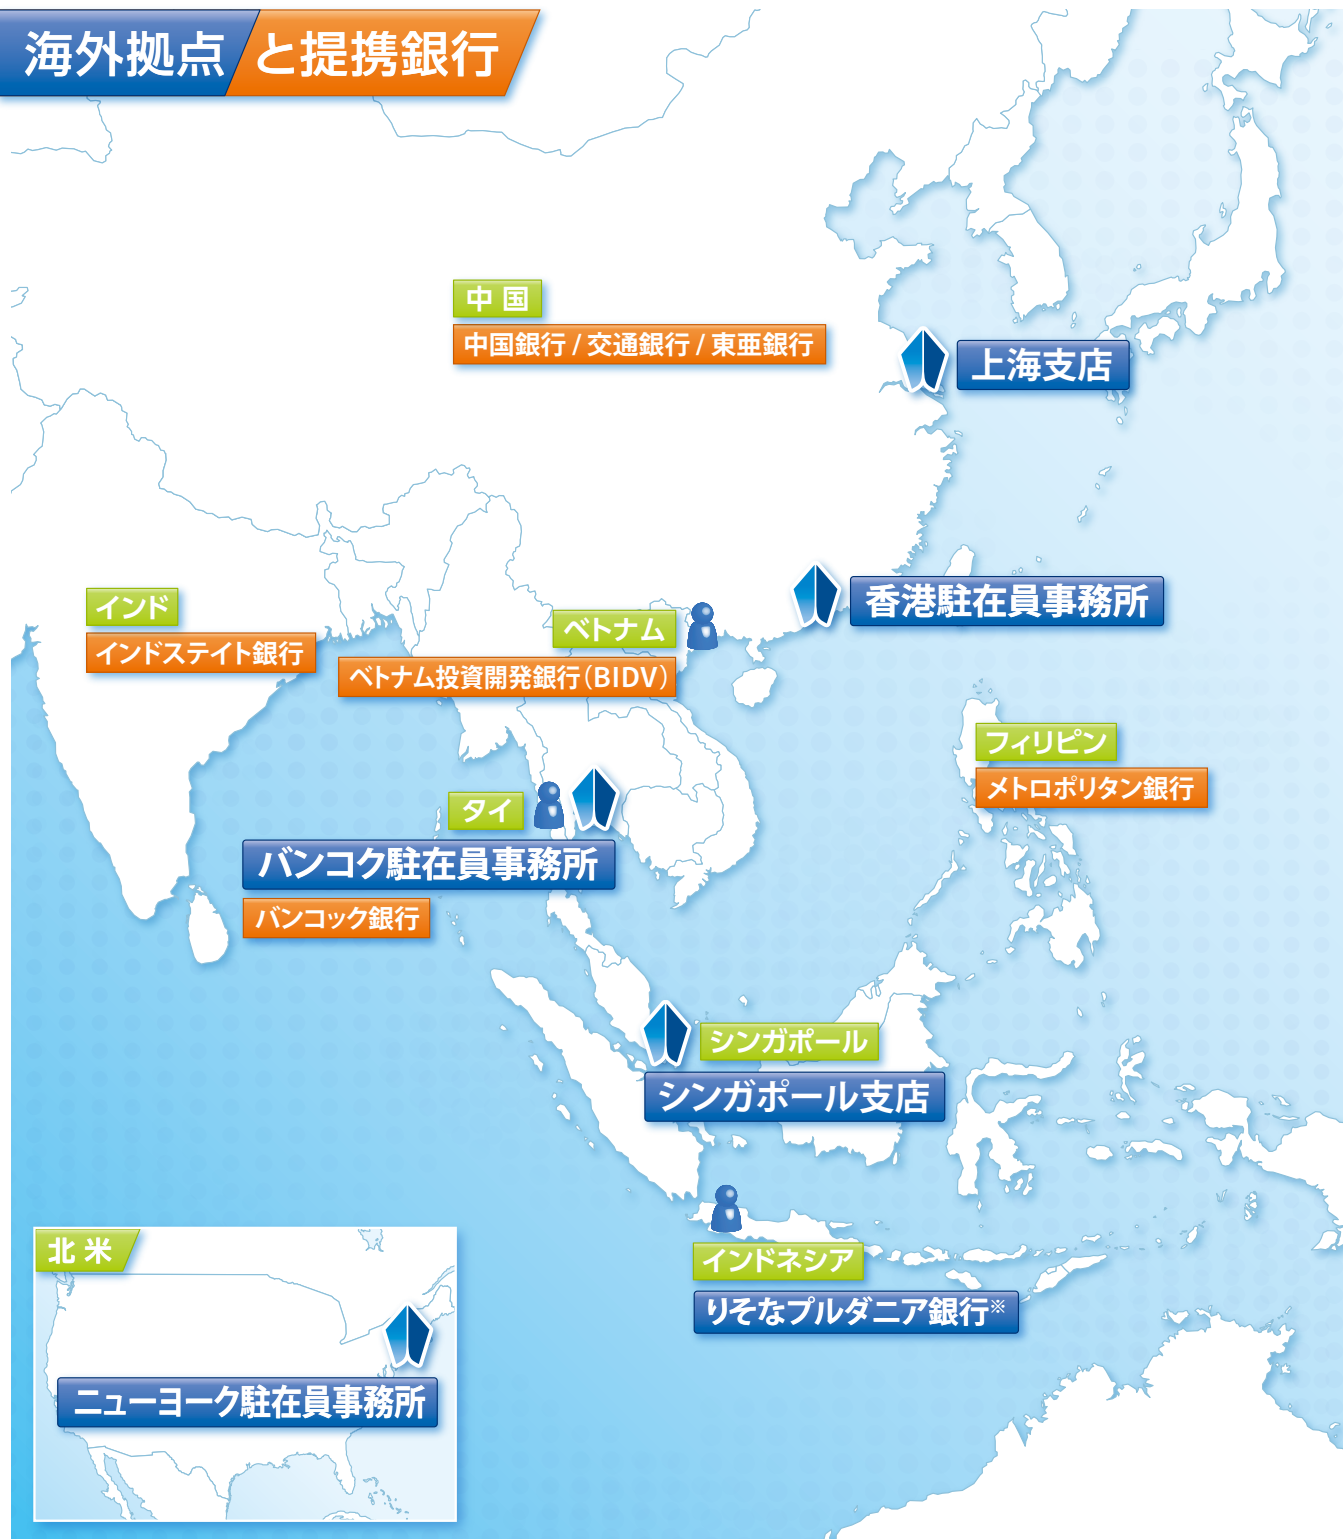 海外拠点と提携銀行
中国
中国銀行 / 交通銀行 / 東亜銀行
上海支店
香港駐在員事務所
インド
インドステイト銀行
ベトナム
ベトナム投資開発銀行(BIDV)
フィリピン
メトロポリタン銀行
タイ
バンコク駐在員事務所
バンコック銀行
シンガポール
シンガポール支店
インドネシア
りそなプルダニア銀行※
北米
ニューヨーク駐在員事務所